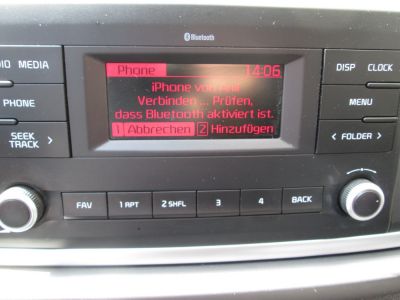 Bluetooth
DIO MEDIA
Phone 14:06
DISP CLOCK
iPhone von
Verbinden ... Prüfen,
PHONE
MENU
dass Bluetooth aktiviert ist.
1 Abbrechen 2 Hinzufügen
SEEK
TRACK >
< FOLDER >
FAV 1 RPT 2 SHFL 3 4 BACK